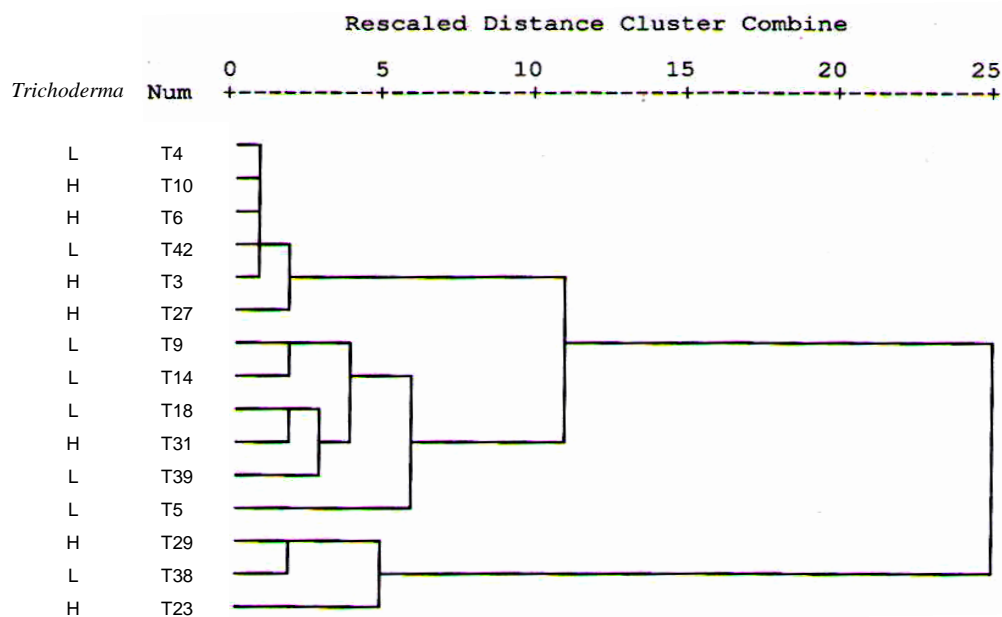 Rescaled Distance Cluster Combine
0 5 10 15 20 25
Trichoderma Num +---------+---------+---------+---------+---------+
L T4
H T10
H T6
L T42
H T3
H T27
L T9
L T14
L T18
H T31
L T39
L T5
H T29
L T38
H T23